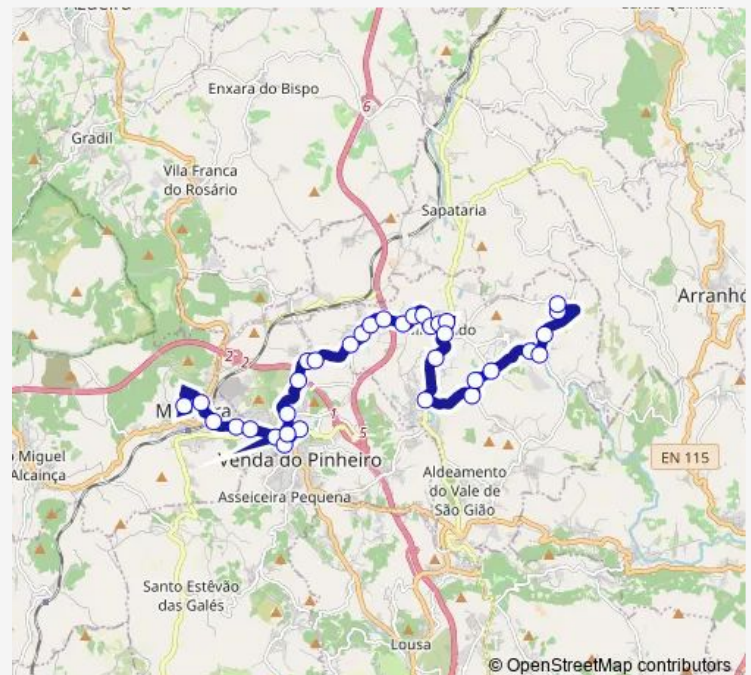 Enxara do Bispo
6
Gradil
Vila Franca
do Rosário
Sapataria
Arranhó
2
2
1
5
Venda do Pinheiro
EN 115
Miguel
Alcainça
Asseiceira Pequena
Aldeamento
do Vale de
São Gião
Santo Estêvão
das Galés
Lousa
© OpenStreetMap contributors